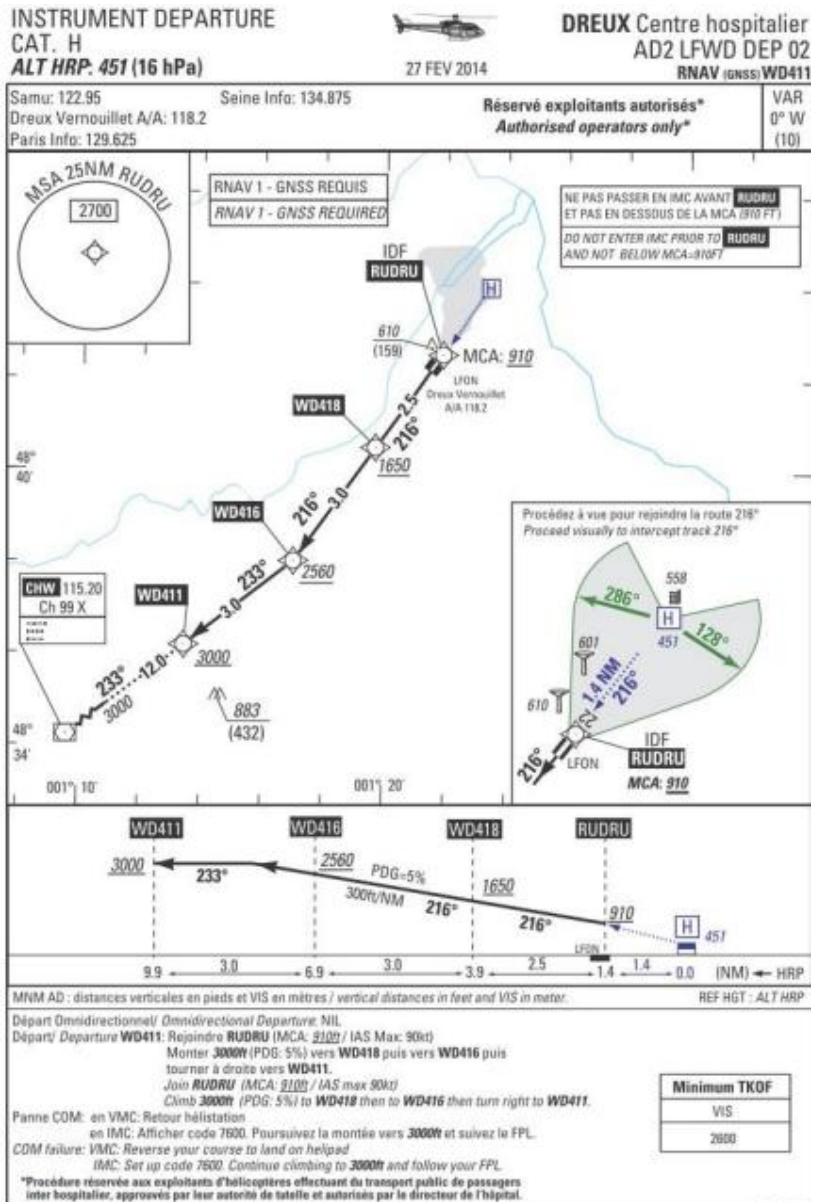 INSTRUMENT DEPARTURE
CAT. H
ALT HRP: 451 (16 hPa)
27 FEV 2014
DREUX Centre hospitalier
AD2 LFWD DEP 02
RNAV (GNSS) WD411
Samu: 122.95
Seine Info: 134.875
Dreux Vernouillet A/A: 118.2
Paris Info: 129.625
Réservé exploitants autorisés*
Authorised operators only*
VAR
0° W
(10)
MSA 25NM RUDRU
2700
RNAV 1 - GNSS REQUIS
RNAV 1 - GNSS REQUIRED
NE PAS PASSER EN IMC AVANT RUDRU
ET PAS EN DESSOUS DE LA MCA (910 FT)
DO NOT ENTER IMC PRIOR TO RUDRU
AND NOT BELOW MCA=910FT
IDF
RUDRU
H
610
(159)
MCA: 910
LFON
Dreux Vernouillet
A/A 118.2
2.5
216°
WD418
1650
48°
40'
216°
3.0
WD416
2560
233°
3.0
WD411
3000
CHW 115.20
Ch 99 X
233°
12.0
3000
883
(432)
48°
34'
001° 10'
001° 20'
Procédez à vue pour rejoindre la route 216°
Proceed visually to intercept track 216°
558
286°
H
451
128°
601
1.4 NM
216°
610
IDF
RUDRU
LFON
216°
MCA: 910
WD411
WD416
WD418
RUDRU
3000
233°
2560
PDG=5%
300ft/NM
216°
1650
216°
910
H
451
LFON
9.9
3.0
6.9
3.0
3.9
2.5
1.4
1.4
0.0
(NM)
HRP
MNM AD : distances verticales en pieds et VIS en mètres / vertical distances in feet and VIS in meter.
REF HGT : ALT HRP
Départ Omnidirectionnel/ Omnidirectional Departure: NIL
Départ/ Departure WD411: Rejoindre RUDRU (MCA: 910ft / IAS Max: 90kt)
Monter 3000ft (PDG: 5%) vers WD418 puis vers WD416 puis
tourner à droite vers WD411.
Join RUDRU (MCA: 910ft / IAS max 90kt)
Climb 3000ft (PDG: 5%) to WD418 then to WD416 then turn right to WD411.
Panne COM: en VMC: Retour hélistation
en IMC: Afficher code 7600. Poursuivez la montée vers 3000ft et suivez le FPL.
COM failure: VMC: Reverse your course to land on helipad
IMC: Set up code 7600. Continue climbing to 3000ft and follow your FPL.
*Procédure réservée aux exploitants d'hélicoptères effectuant du transport public de passagers
inter hospitalier, approuvés par leur autorité de tutelle et autorisés par le directeur de l'hôpital.
Minimum TKOF
VIS
2600